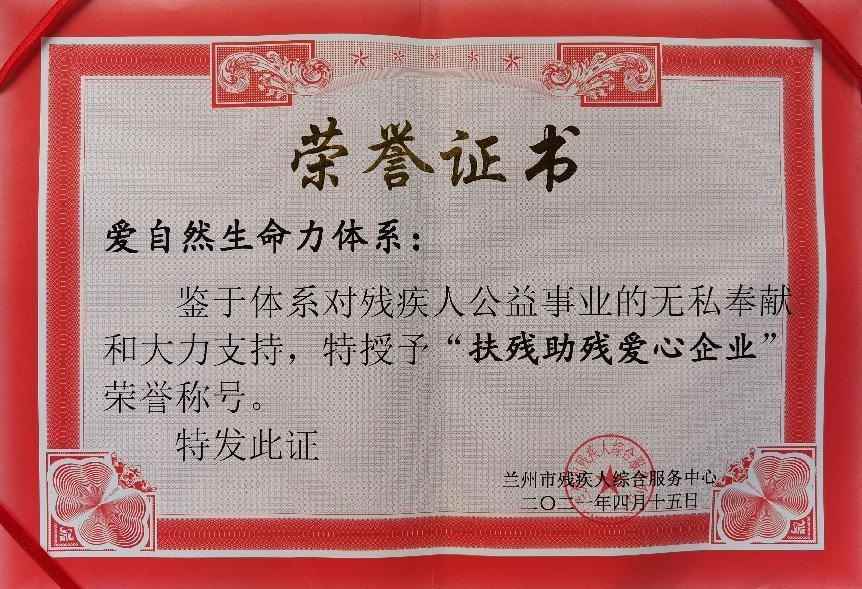 荣誉证书
爱自然生命力体系：
鉴于体系对残疾人公益事业的无私奉献
和大力支持，特授予“扶残助残爱心企业”
荣誉称号。
特发此证
兰州市残疾人综合服务中心
二〇二一年四月十五日